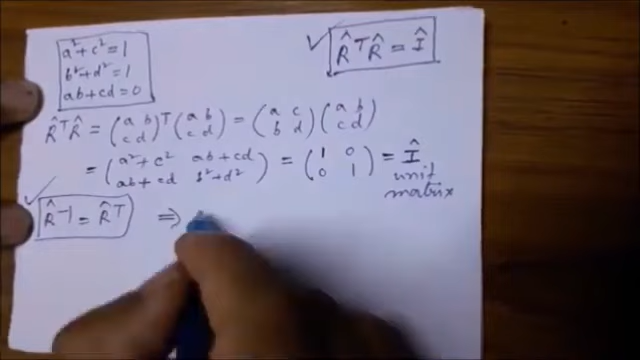 a² + c² = 1
b² + d² = 1
ab + cd = 0
✓ R̂ᵀR̂ = Î
R̂ᵀR̂ = (a b; c d)ᵀ (a b; c d) = (a c; b d) (a b; c d)
= (a² + c² ab + cd; ab + cd b² + d²) = (1 0; 0 1) = Î
unit
matrix
✓ R̂⁻¹ = R̂ᵀ ⇒